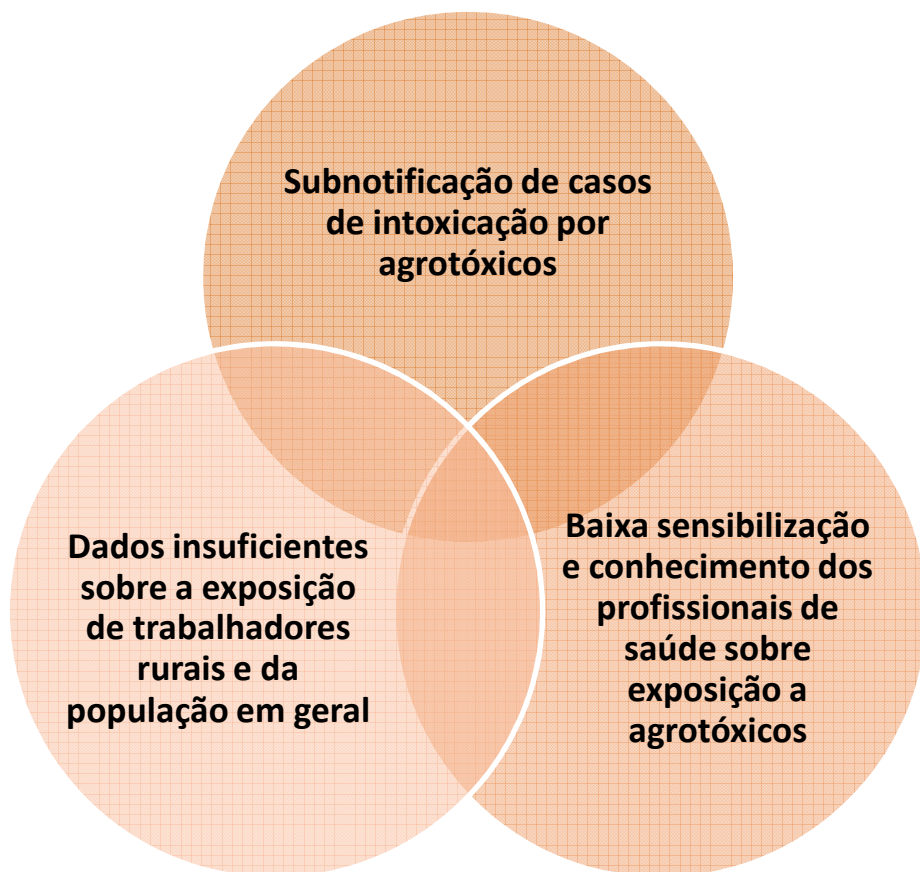 Subnotificação de casos
de intoxicação por
agrotóxicos
Dados insuficientes
sobre a exposição
de trabalhadores
rurais e da
população em geral
Baixa sensibilização
e conhecimento dos
profissionais de
saúde sobre
exposição a
agrotóxicos